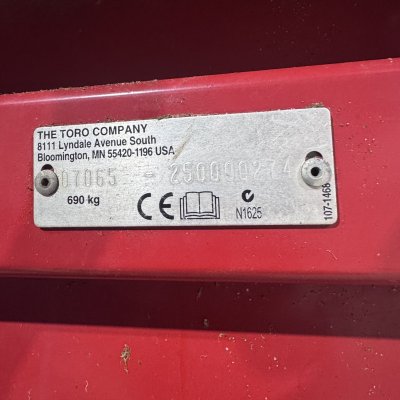 THE TORO COMPANY
8111 Lyndale Avenue South
Bloomington, MN 55420-1196 USA
07065 - 250000274
690 kg
CE
N1625
107-1468